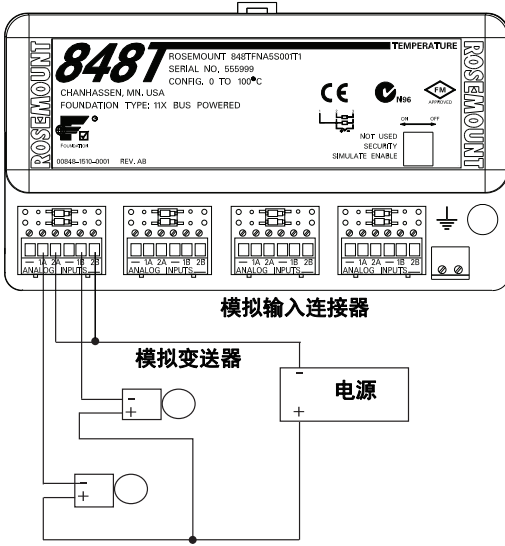 ROSEMOUNT
848T
ROSEMOUNT 848TFNA5S001T1
SERIAL NO. 555999
CONFIG. 0 TO 100°C
CHANHASSEN, MN. USA
FOUNDATION TYPE: 11X BUS POWERED
FOUNDATION
00848-1510-0001 REV. AB
TEMPERATURE
CE
N96
FM
APPROVED
ON OFF
NOT USED
SECURITY
SIMULATE ENABLE
ROSEMOUNT
– 1A 2A – 1B 2B
ANALOG INPUTS
– 1A 2A – 1B 2B
ANALOG INPUTS
– 1A 2A – 1B 2B
ANALOG INPUTS
– 1A 2A – 1B 2B
ANALOG INPUTS
模拟输入连接器
模拟变送器
-
+
-
+
-
电源
+